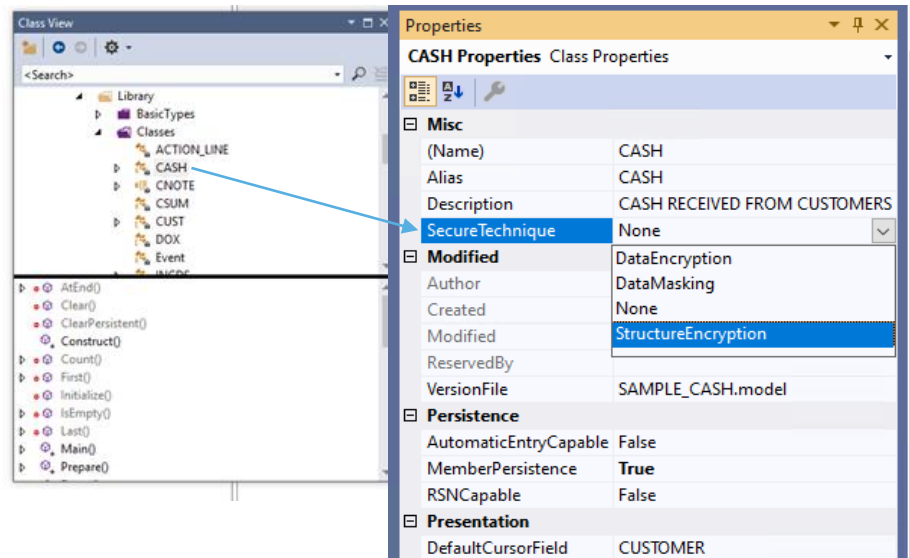 Class View
<Search>
Library
BasicTypes
Classes
ACTION_LINE
CASH
CNOTE
CSUM
CUST
DOX
Event
AtEnd()
Clear()
ClearPersistent()
Construct()
Count()
First()
Initialize()
IsEmpty()
Last()
Main()
Prepare()
Properties
CASH Properties Class Properties
Misc
(Name) CASH
Alias CASH
Description CASH RECEIVED FROM CUSTOMERS
SecureTechnique None
Modified DataEncryption
Author DataMasking
Created None
Modified StructureEncryption
ReservedBy
VersionFile SAMPLE_CASH.model
Persistence
AutomaticEntryCapable False
MemberPersistence True
RSNCapable False
Presentation
DefaultCursorField CUSTOMER